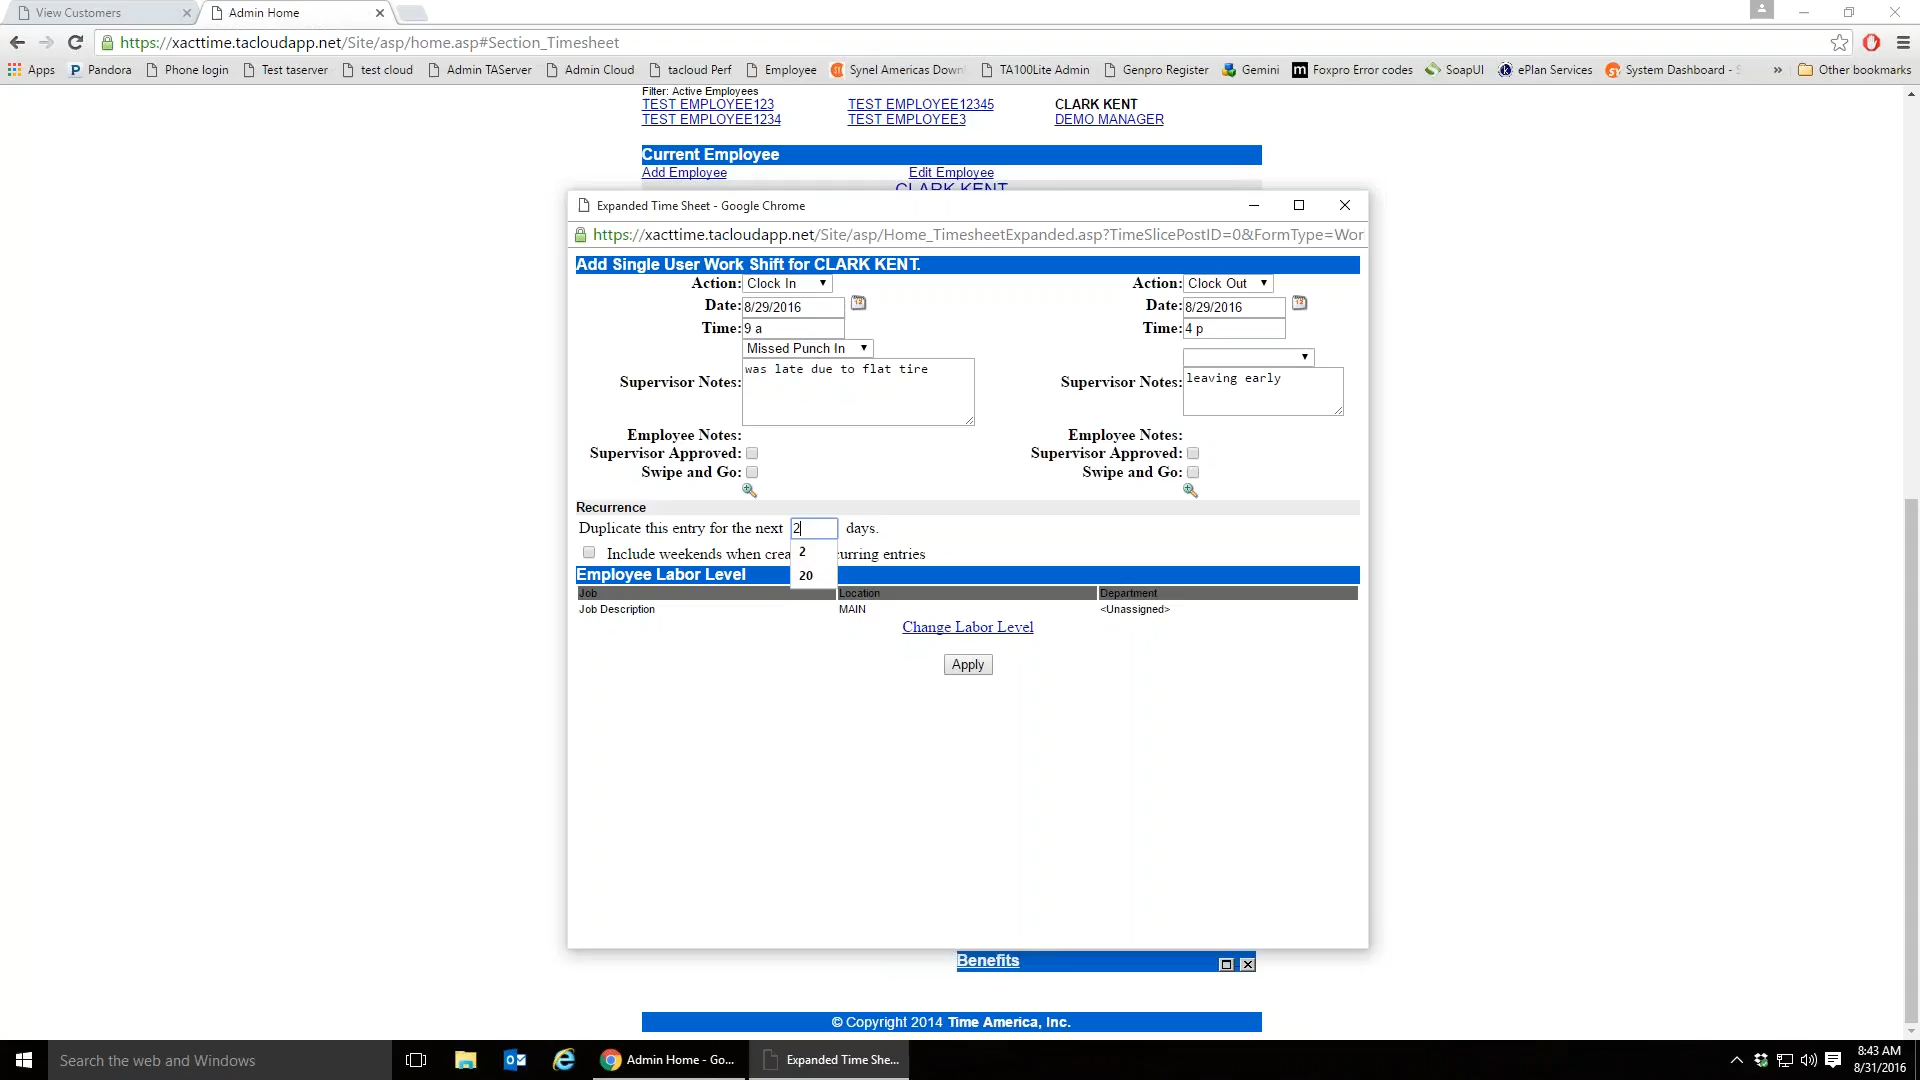 View Customers
Admin Home
https://xacttime.tacloudapp.net/Site/asp/home.asp#Section_Timesheet
Apps Pandora Phone login Test taserver test cloud Admin TAServer Admin Cloud tacloud Perf Employee Synel Americas Down TA100Lite Admin Genpro Register Gemini Foxpro Error codes SoapUI ePlan Services System Dashboard - S » Other bookmarks
Filter: Active Employees
TEST EMPLOYEE123 TEST EMPLOYEE12345 CLARK KENT
TEST EMPLOYEE1234 TEST EMPLOYEE3 DEMO MANAGER
Current Employee
Add Employee Edit Employee
CLARK KENT
Expanded Time Sheet - Google Chrome
https://xacttime.tacloudapp.net/Site/asp/Home_TimesheetExpanded.asp?TimeSlicePostID=0&FormType=Wor
Add Single User Work Shift for CLARK KENT.
Action: Clock In Action: Clock Out
Date: 8/29/2016 Date: 8/29/2016
Time: 9 a Time: 4 p
Missed Punch In
Supervisor Notes: was late due to flat tire Supervisor Notes: leaving early
Employee Notes: Employee Notes:
Supervisor Approved: Supervisor Approved:
Swipe and Go: Swipe and Go:
Recurrence
Duplicate this entry for the next 2 days.
2
20
Include weekends when crea urring entries
Employee Labor Level
Job Location Department
Job Description MAIN <Unassigned>
Change Labor Level
Apply
Benefits
© Copyright 2014 Time America, Inc.
Search the web and Windows
Admin Home - Go...
Expanded Time She...
8:43 AM
8/31/2016